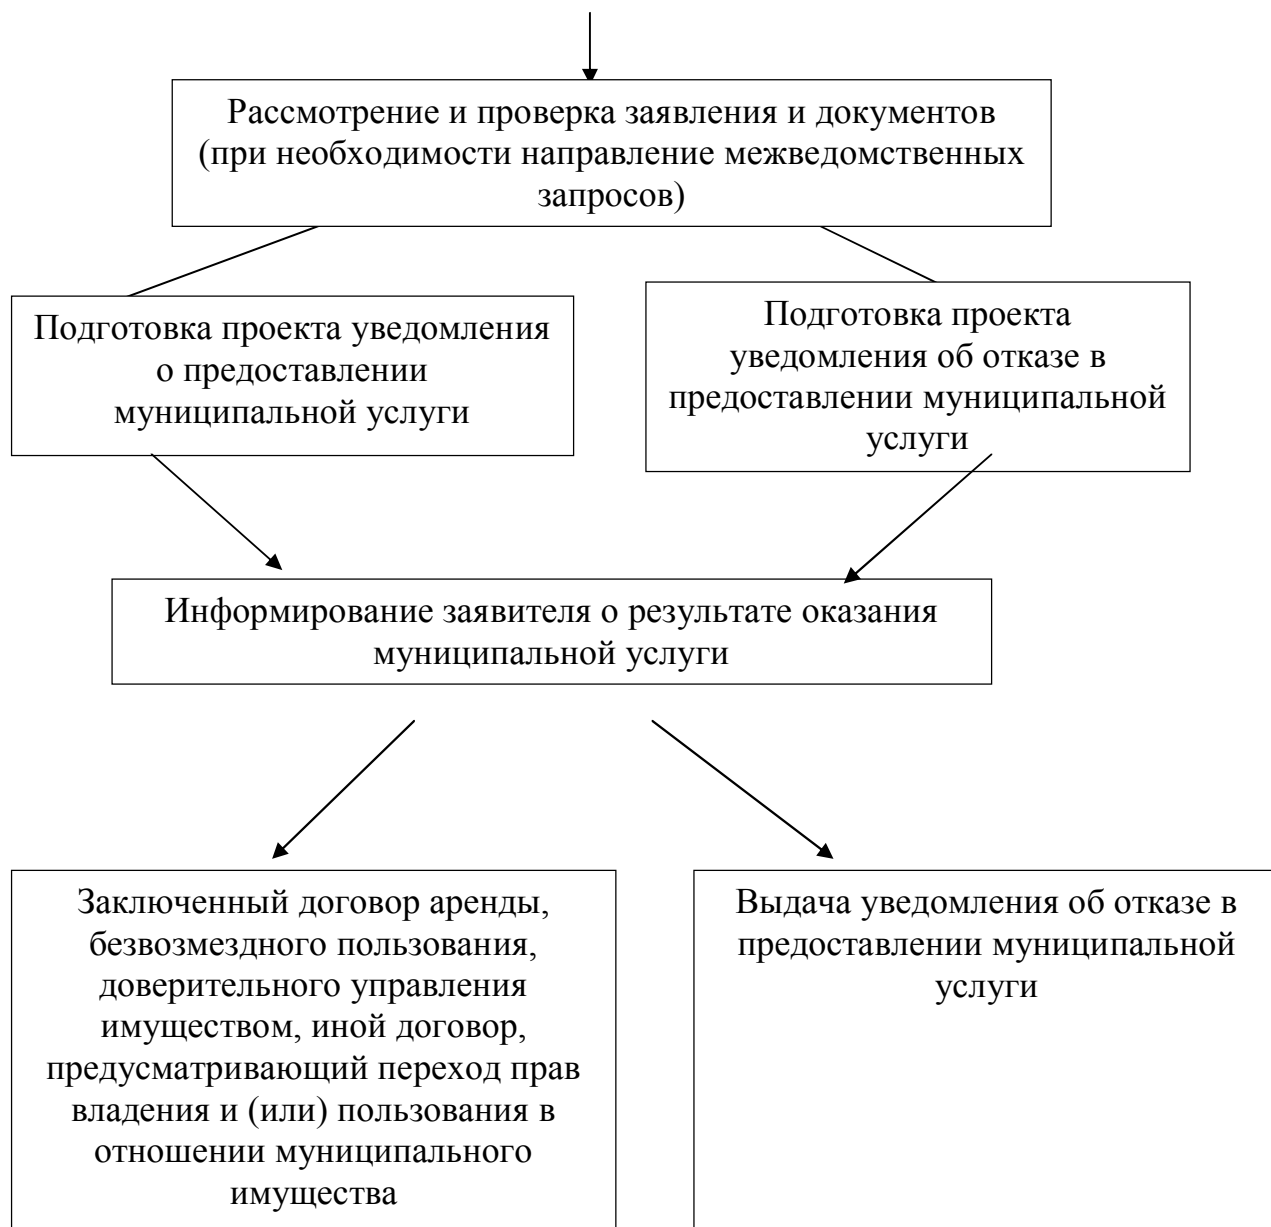 Рассмотрение и проверка заявления и документов
(при необходимости направление межведомственных
запросов)
Подготовка проекта уведомления
о предоставлении
муниципальной услуги
Подготовка проекта
уведомления об отказе в
предоставлении муниципальной
услуги
Информирование заявителя о результате оказания
муниципальной услуги
Заключенный договор аренды,
безвозмездного пользования,
доверительного управления
имуществом, иной договор,
предусматривающий переход прав
владения и (или) пользования в
отношении муниципального
имущества
Выдача уведомления об отказе в
предоставлении муниципальной
услуги